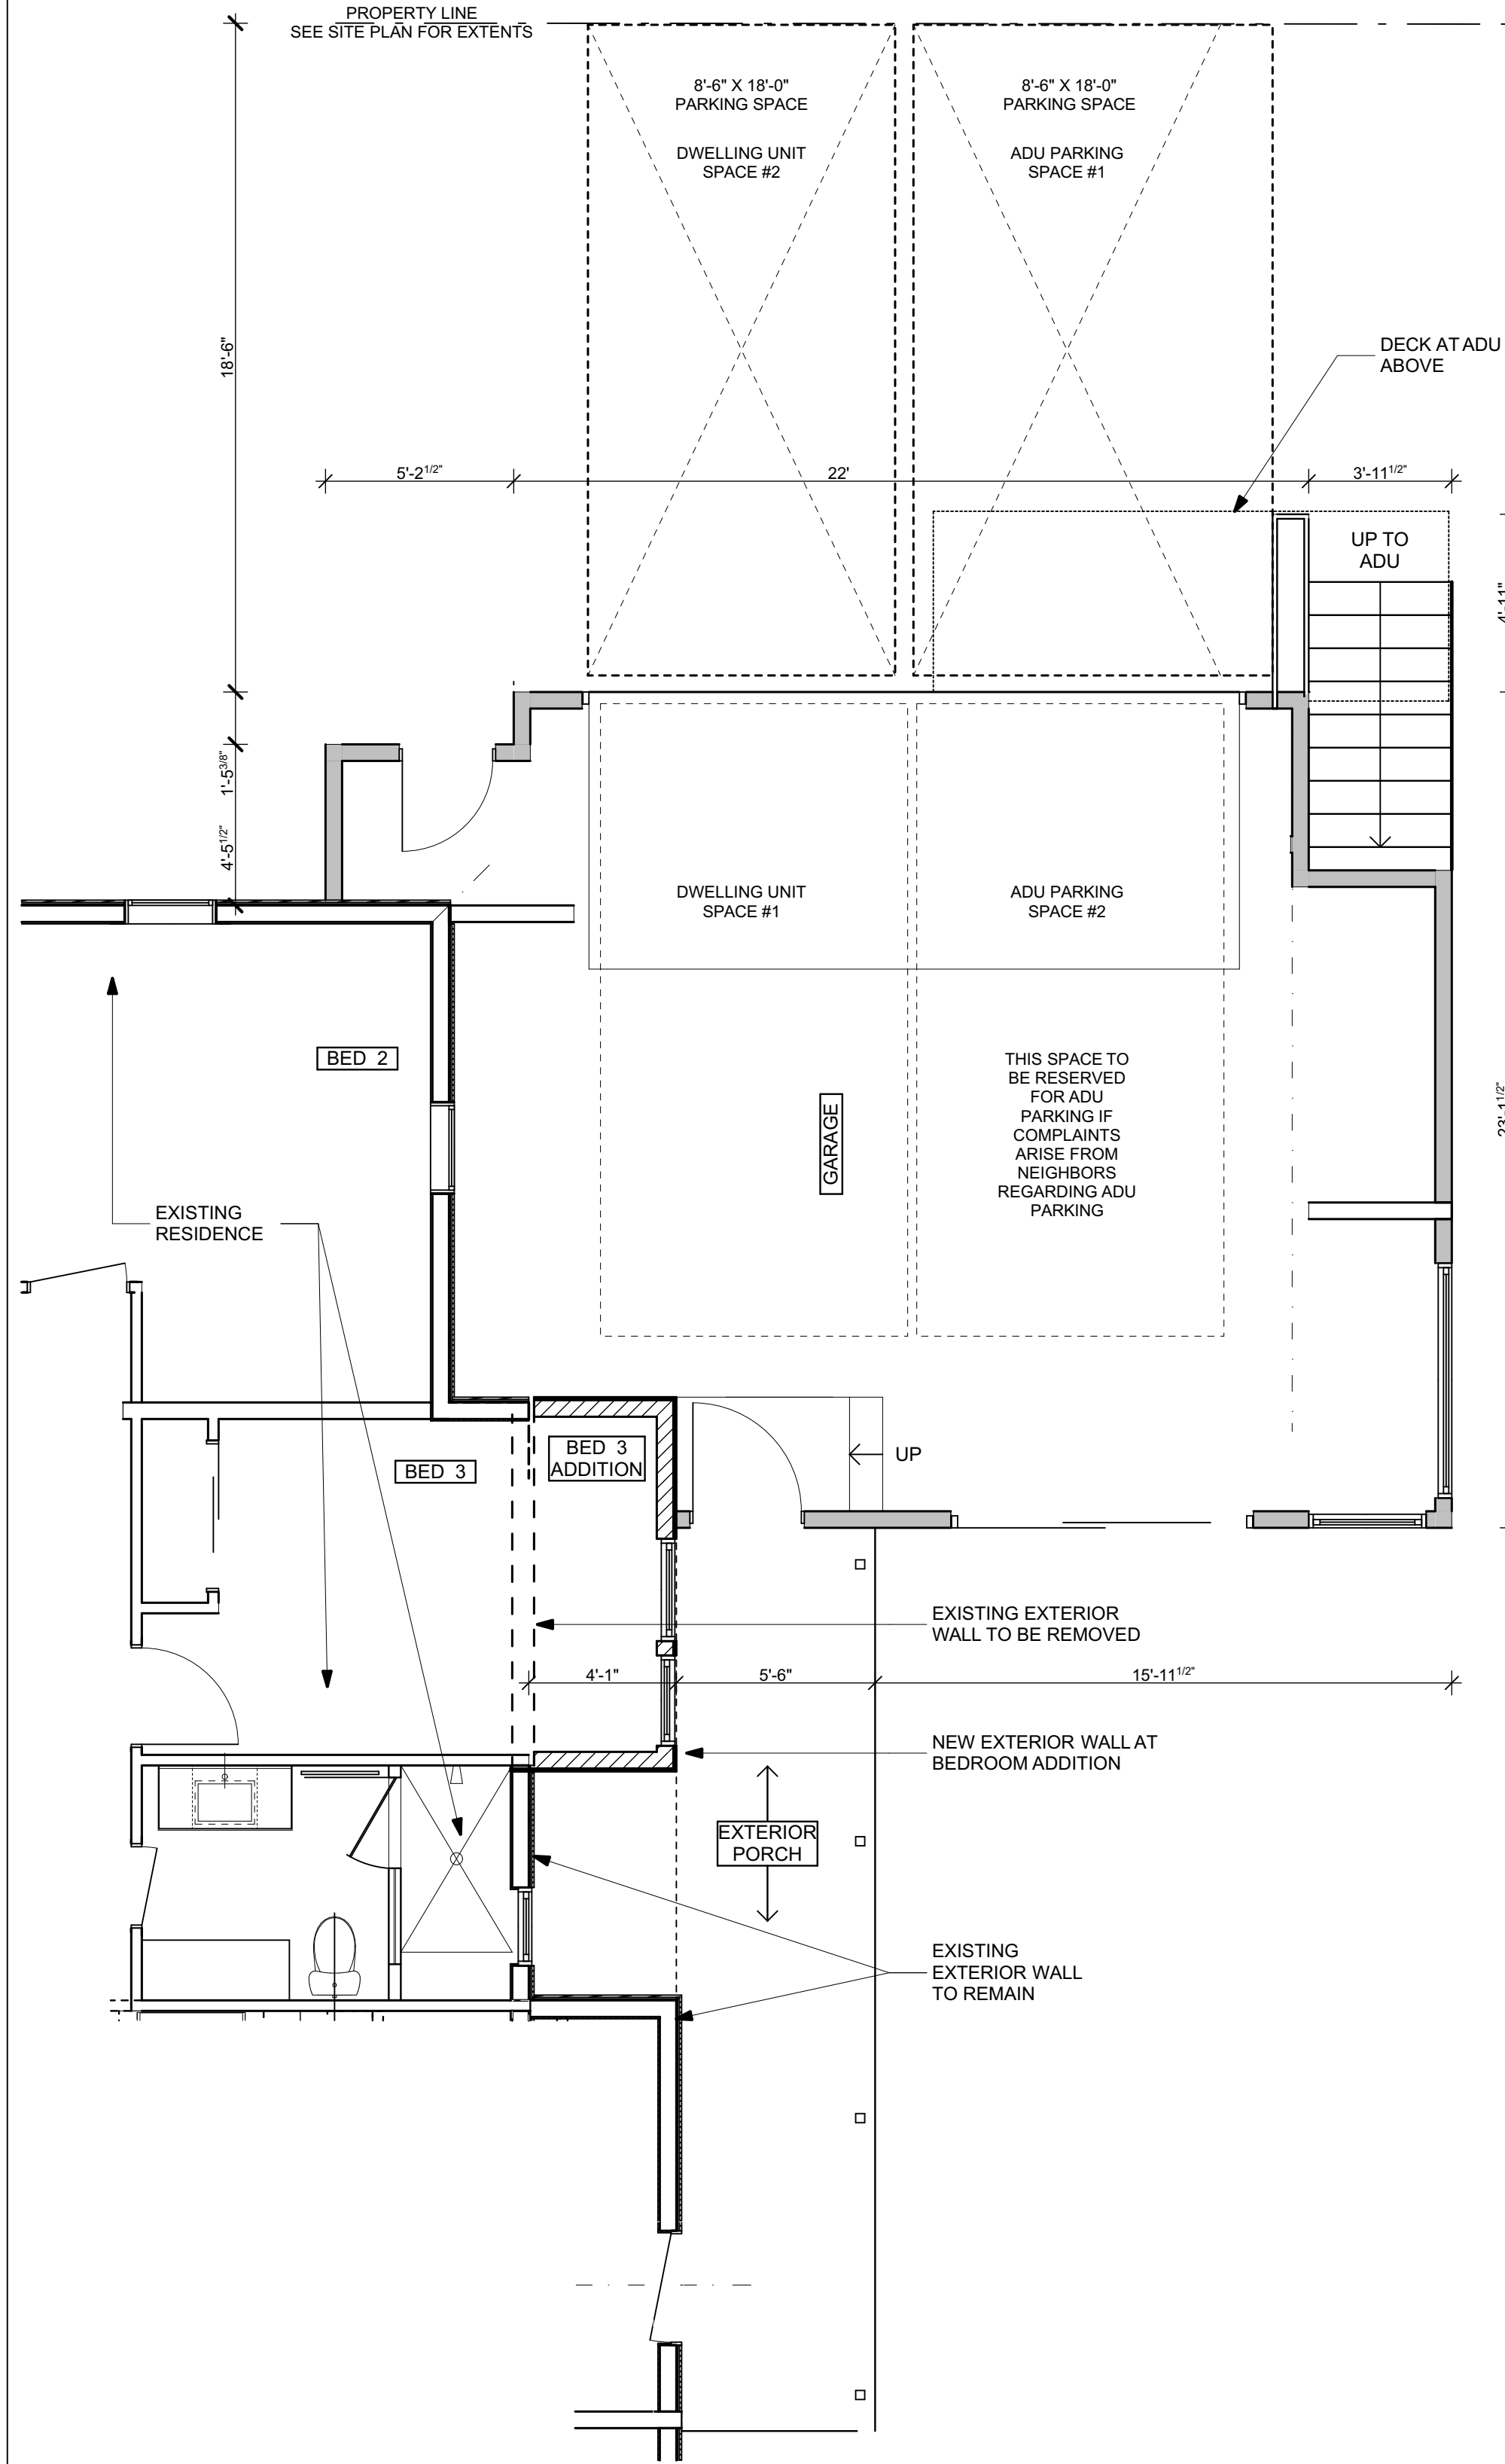 PROPERTY LINE
SEE SITE PLAN FOR EXTENTS
8'-6" X 18'-0"
PARKING SPACE
DWELLING UNIT
SPACE #2
8'-6" X 18'-0"
PARKING SPACE
ADU PARKING
SPACE #1
18'-6"
DECK AT ADU
ABOVE
5'-2 1/2"
22'
3'-11 1/2"
UP TO
ADU
4'-11"
1'-5 3/8"
4'-5 1/2"
DWELLING UNIT
SPACE #1
ADU PARKING
SPACE #2
BED 2
GARAGE
THIS SPACE TO
BE RESERVED
FOR ADU
PARKING IF
COMPLAINTS
ARISE FROM
NEIGHBORS
REGARDING ADU
PARKING
23'-1 1/2"
EXISTING
RESIDENCE
BED 3
BED 3
ADDITION
UP
EXISTING EXTERIOR
WALL TO BE REMOVED
4'-1"
5'-6"
15'-11 1/2"
NEW EXTERIOR WALL AT
BEDROOM ADDITION
EXTERIOR
PORCH
EXISTING
EXTERIOR WALL
TO REMAIN